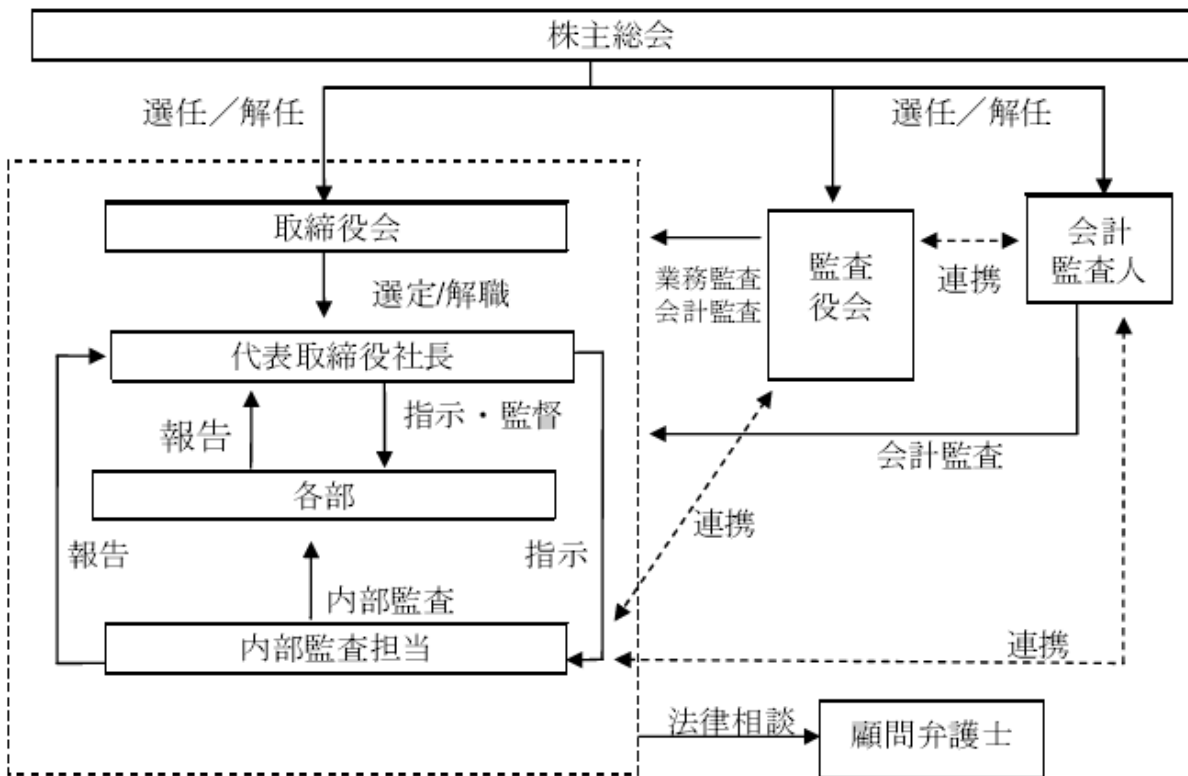 株主総会
選任／解任
選任／解任
取締役会
選定/解職
監査
役会
連携
会計
監査人
業務監査
会計監査
代表取締役社長
報告
指示・監督
会計監査
各部
連携
報告
指示
内部監査
内部監査担当
連携
法律相談
顧問弁護士